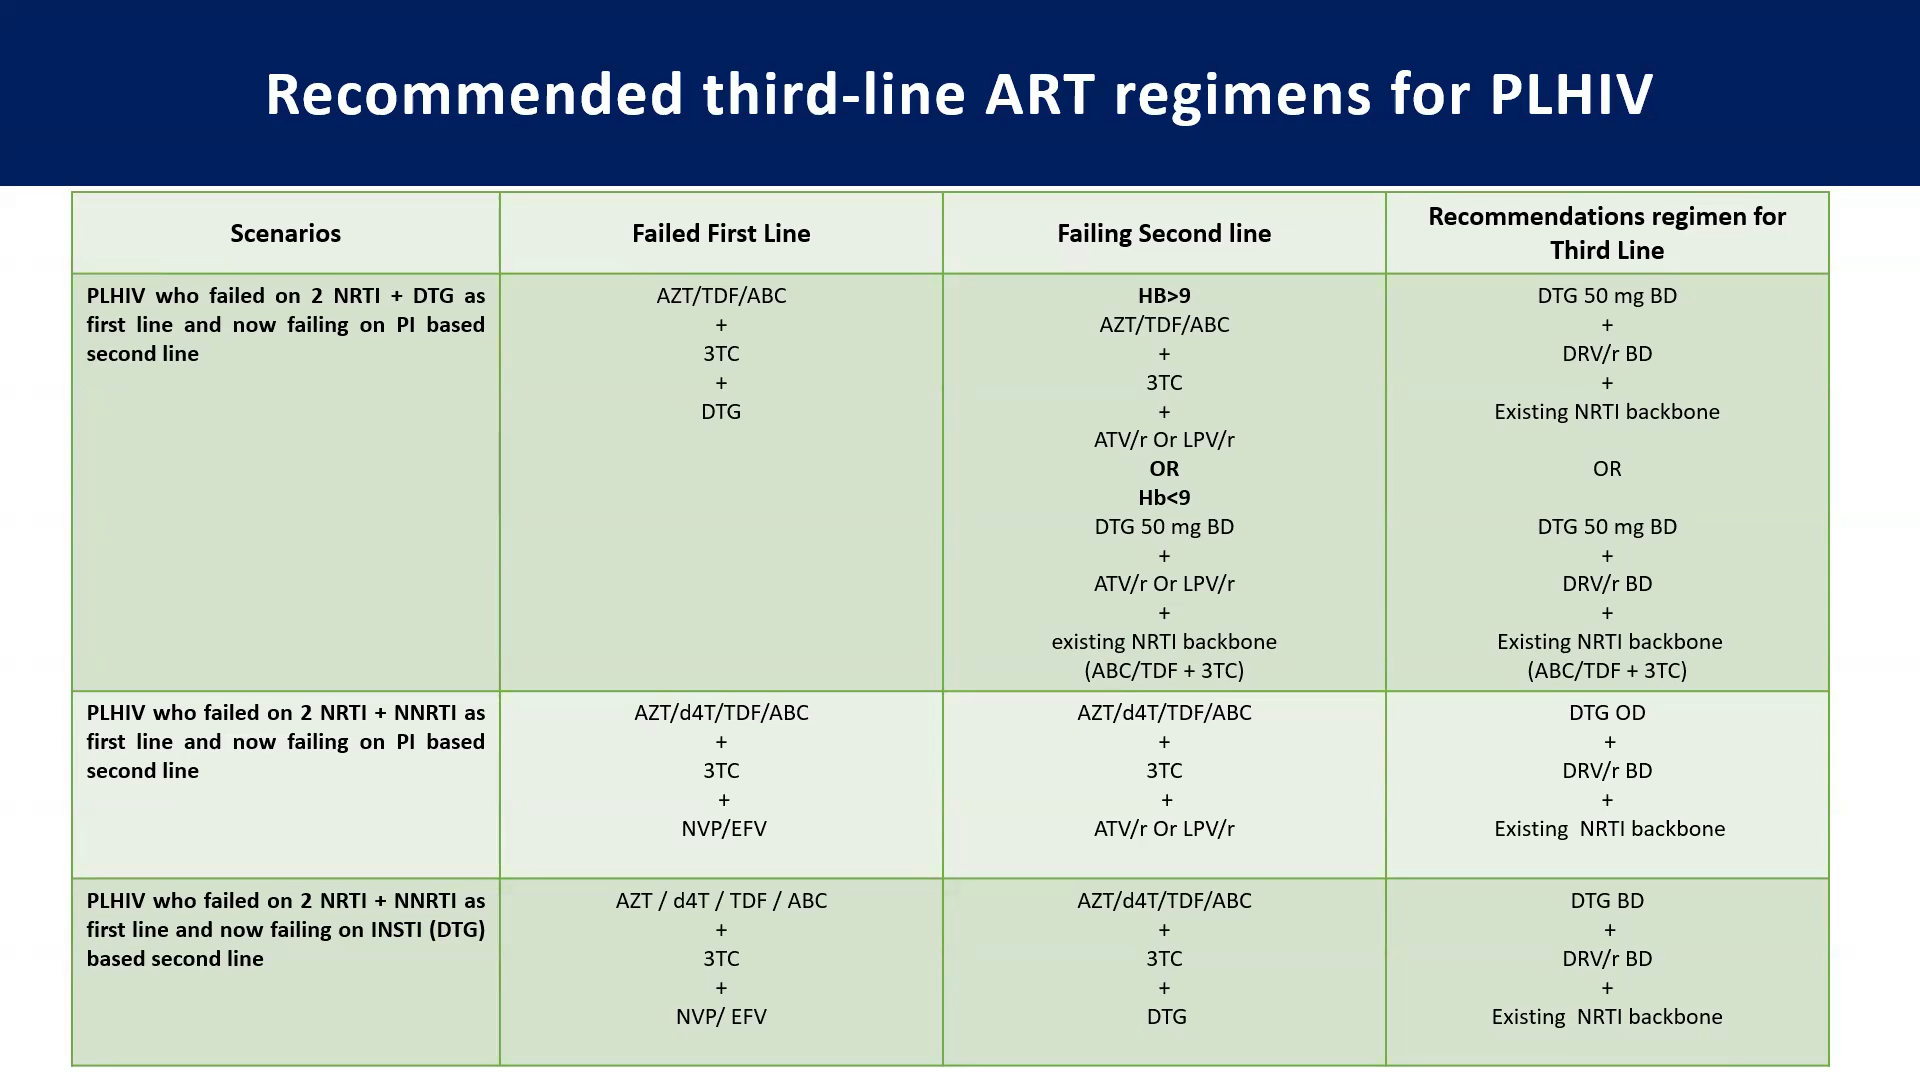 Recommended third-line ART regimens for PLHIV
Scenarios
Failed First Line
Failing Second line
Recommendations regimen for
Third Line
PLHIV who failed on 2 NRTI + DTG as
first line and now failing on PI based
second line
AZT/TDF/ABC
+
3TC
+
DTG
HB>9
AZT/TDF/ABC
+
3TC
+
ATV/r Or LPV/r
OR
Hb<9
DTG 50 mg BD
+
ATV/r Or LPV/r
+
existing NRTI backbone
(ABC/TDF + 3TC)
DTG 50 mg BD
+
DRV/r BD
+
Existing NRTI backbone
OR
DTG 50 mg BD
+
DRV/r BD
+
Existing NRTI backbone
(ABC/TDF + 3TC)
PLHIV who failed on 2 NRTI + NNRTI as
first line and now failing on PI based
second line
AZT/d4T/TDF/ABC
+
3TC
+
NVP/EFV
AZT/d4T/TDF/ABC
+
3TC
+
ATV/r Or LPV/r
DTG OD
+
DRV/r BD
+
Existing NRTI backbone
PLHIV who failed on 2 NRTI + NNRTI as
first line and now failing on INSTI (DTG)
based second line
AZT / d4T / TDF / ABC
+
3TC
+
NVP/ EFV
AZT/d4T/TDF/ABC
+
3TC
+
DTG
DTG BD
+
DRV/r BD
+
Existing NRTI backbone